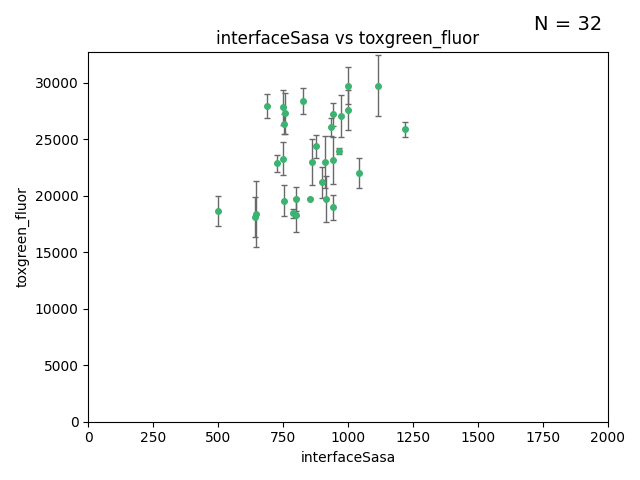 N = 32
interfaceSasa vs toxgreen_fluor
30000
25000
20000
15000
10000
5000
0
toxgreen_fluor
0 250 500 750 1000 1250 1500 1750 2000
interfaceSasa